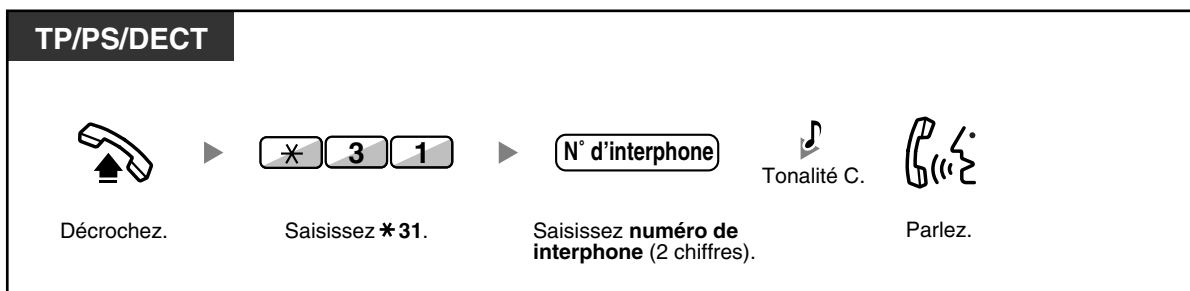 TP/PS/DECT
* 3 1
N° d'interphone
Tonalité C.
Décrochez.
Saisissez *31.
Saisissez numéro de
interphone (2 chiffres).
Parlez.